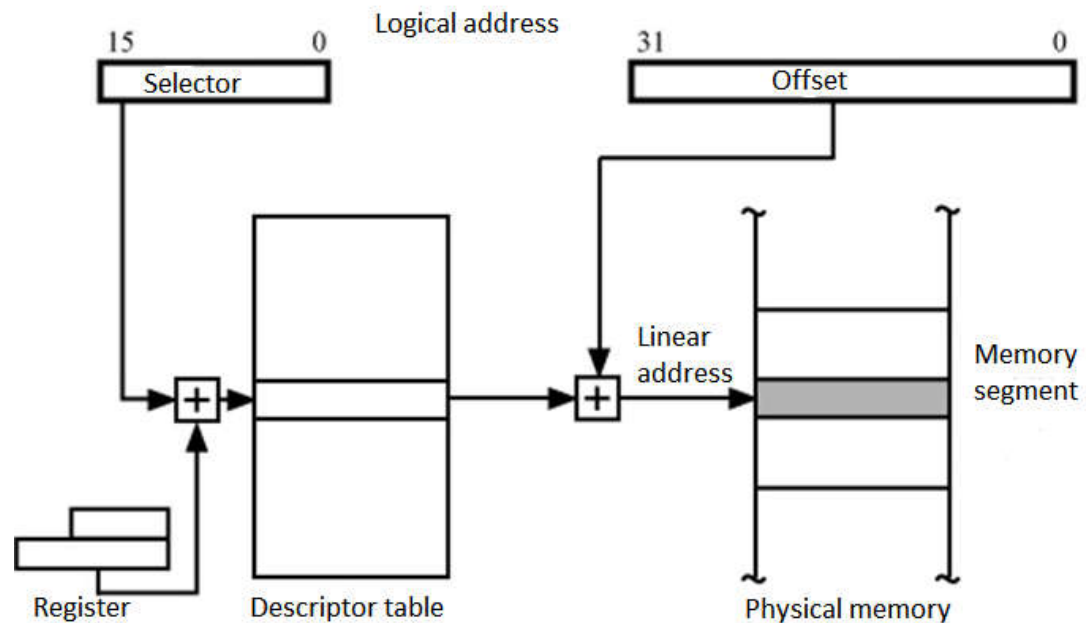 Logical address
15 0
31 0
Selector
Offset
+
+
Linear
address
Memory
segment
Register
Descriptor table
Physical memory